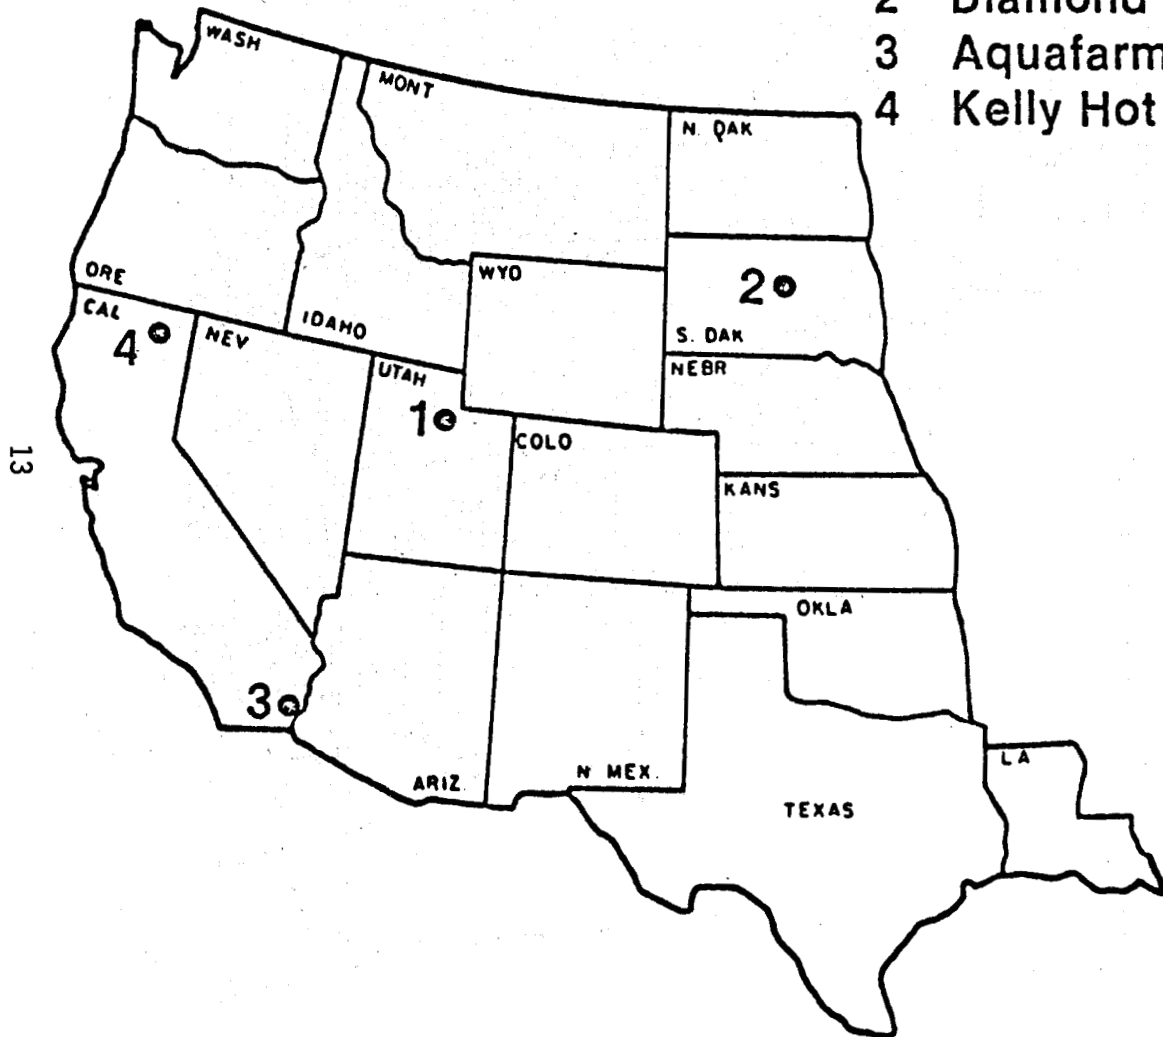 2 Diamond
3 Aquafarm
4 Kelly Hot
WASH
MONT
N. DAK
ORE
CAL
4
NEV
IDAHO
WYO
2
S. DAK
NEBR
UTAH
1
COLO
KANS
13
OKLA
3
ARIZ.
N MEX.
TEXAS
LA